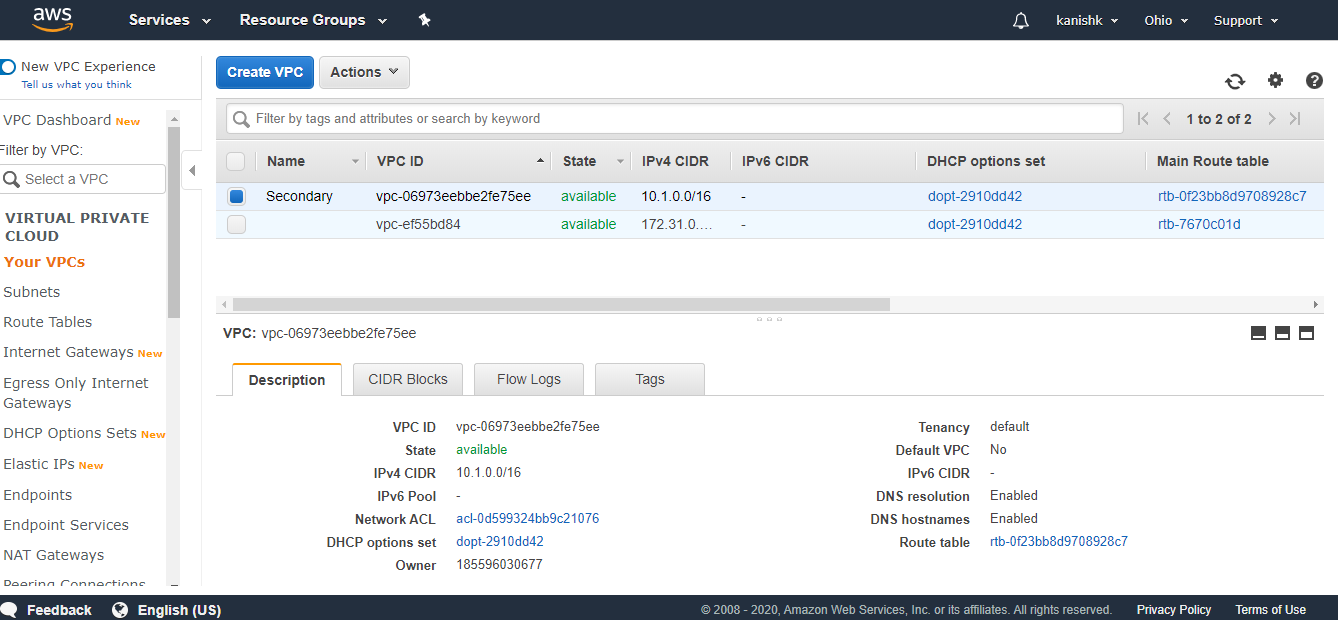 aws Services Resource Groups kanishk Ohio Support
New VPC Experience
Tell us what you think
VPC Dashboard New
Filter by VPC:
Select a VPC
VIRTUAL PRIVATE
CLOUD
Your VPCs
Subnets
Route Tables
Internet Gateways New
Egress Only Internet
Gateways
DHCP Options Sets New
Elastic IPs New
Endpoints
Endpoint Services
NAT Gateways
Peering Connections
Create VPC Actions
Filter by tags and attributes or search by keyword 1 to 2 of 2
Name VPC ID State IPv4 CIDR IPv6 CIDR DHCP options set Main Route table
Secondary vpc-06973eebbe2fe75ee available 10.1.0.0/16 - dopt-2910dd42 rtb-0f23bb8d9708928c7
vpc-ef55bd84 available 172.31.0.... - dopt-2910dd42 rtb-7670c01d
VPC: vpc-06973eebbe2fe75ee
Description CIDR Blocks Flow Logs Tags
VPC ID vpc-06973eebbe2fe75ee Tenancy default
State available Default VPC No
IPv4 CIDR 10.1.0.0/16 IPv6 CIDR -
IPv6 Pool - DNS resolution Enabled
Network ACL acl-0d599324bb9c21076 DNS hostnames Enabled
DHCP options set dopt-2910dd42 Route table rtb-0f23bb8d9708928c7
Owner 185596030677
Feedback English (US) © 2008 - 2020, Amazon Web Services, Inc. or its affiliates. All rights reserved. Privacy Policy Terms of Use